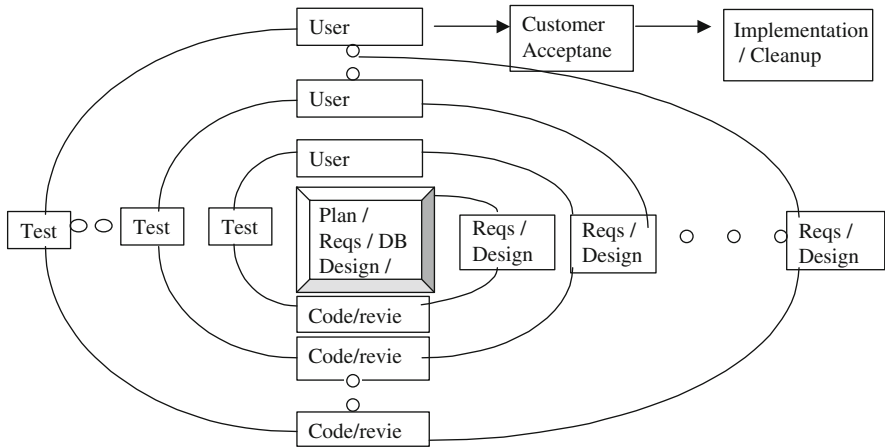 User
Customer
Acceptane
Implementation
/ Cleanup
User
User
Test
Test
Test
Plan /
Reqs / DB
Design /
Reqs /
Design
Reqs /
Design
Reqs /
Design
Code/revie
Code/revie
Code/revie